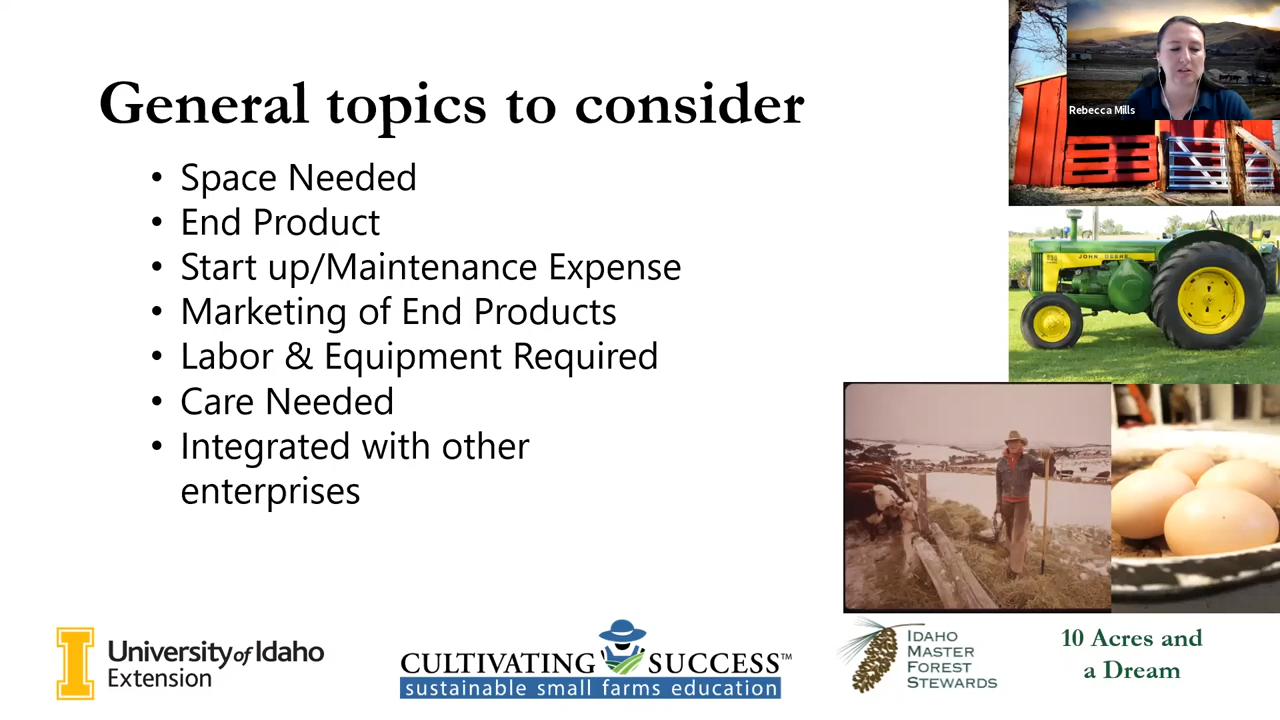 General topics to consider
Rebecca Mills
• Space Needed
• End Product
• Start up/Maintenance Expense
• Marketing of End Products
• Labor & Equipment Required
• Care Needed
• Integrated with other
enterprises
JOHN DEERE
University of Idaho
Extension
CULTIVATING SUCCESS™
sustainable small farms education
IDAHO
MASTER
FOREST
STEWARDS
10 Acres and
a Dream